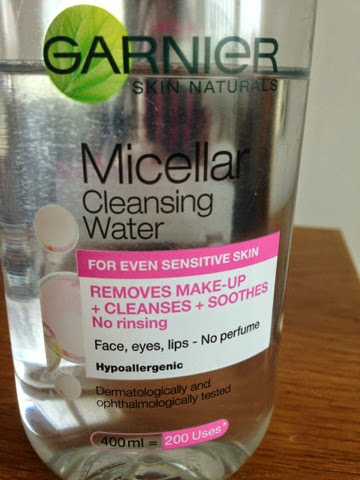 GARNIER
SKIN NATURALS
Micellar
Cleansing
Water
FOR EVEN SENSITIVE SKIN
REMOVES MAKE-UP
+ CLEANSES + SOOTHES
No rinsing
Face, eyes, lips - No perfume
Hypoallergenic
Dermatologically and
ophthalmologically tested
400ml = 200 Uses*